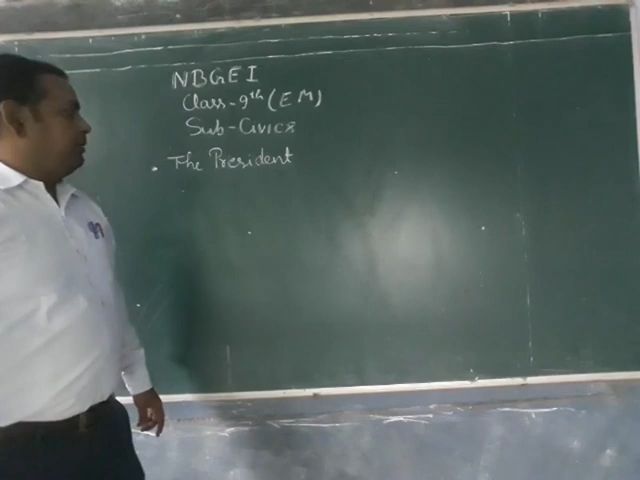 NBGEI
Class-9th (EM)
Sub-Civics
. The President